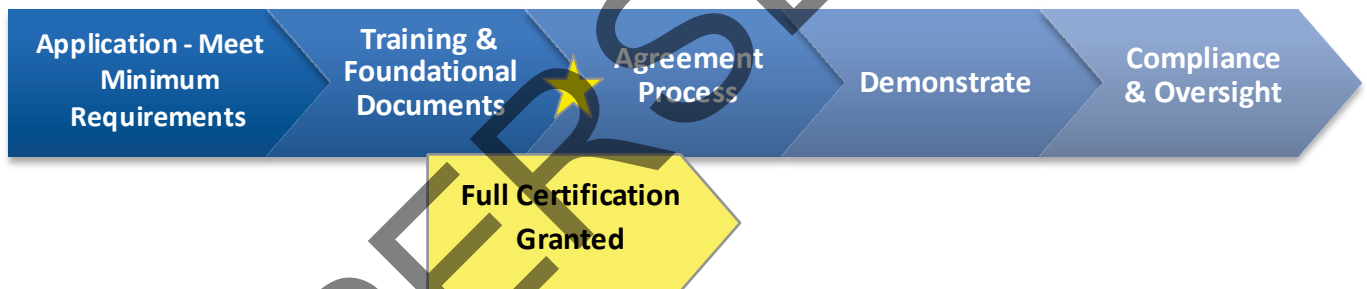 Application - Meet
Minimum
Requirements
Training &
Foundational
Documents
Agreement
Process
Demonstrate
Compliance
& Oversight
Full Certification
Granted